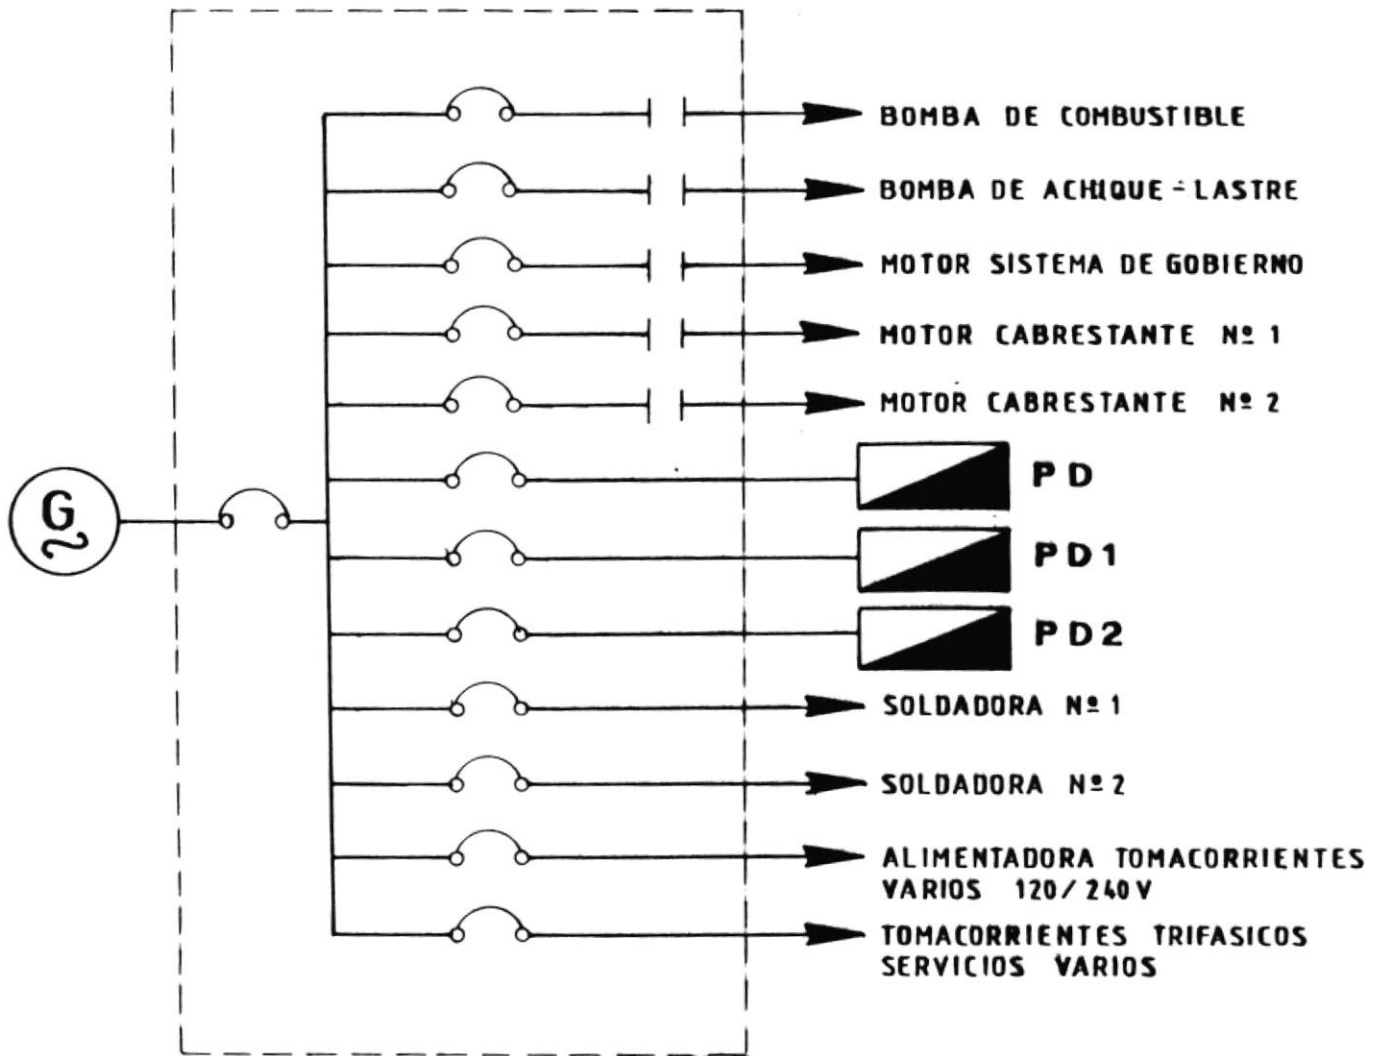 BOMBA DE COMBUSTIBLE
BOMBA DE ACHIQUE - LASTRE
MOTOR SISTEMA DE GOBIERNO
MOTOR CABRESTANTE Nº 1
MOTOR CABRESTANTE Nº 2
PD
G
PD1
PD2
SOLDADORA Nº 1
SOLDADORA Nº 2
ALIMENTADORA TOMACORRIENTES
VARIOS 120/240V
TOMACORRIENTES TRIFASICOS
SERVICIOS VARIOS